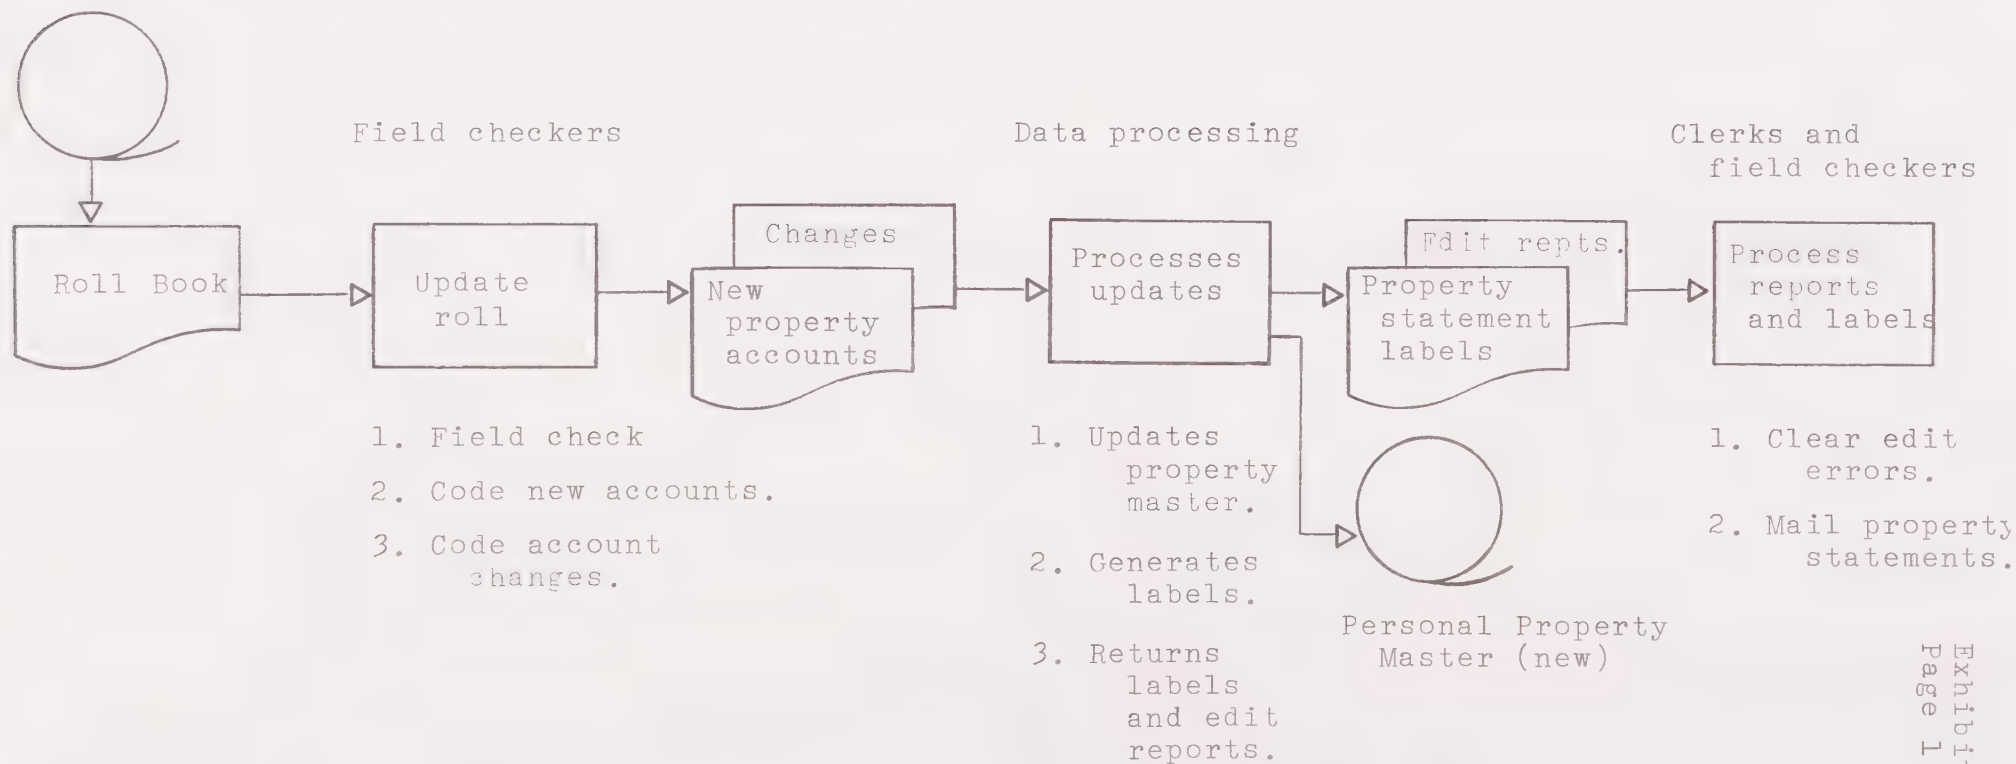 Field checkers
Data processing
Clerks and
field checkers
Roll Book
Update
roll
Changes
New
property
accounts
Processes
updates
Edit repts.
Property
statement
labels
Process
reports
and labels
1. Field check
2. Code new accounts.
3. Code account
changes.
1. Updates
property
master.
2. Generates
labels.
3. Returns
labels
and edit
reports.
Personal Property
Master (new)
1. Clear edit
errors.
2. Mail property
statements.
Exhibit
Page 1